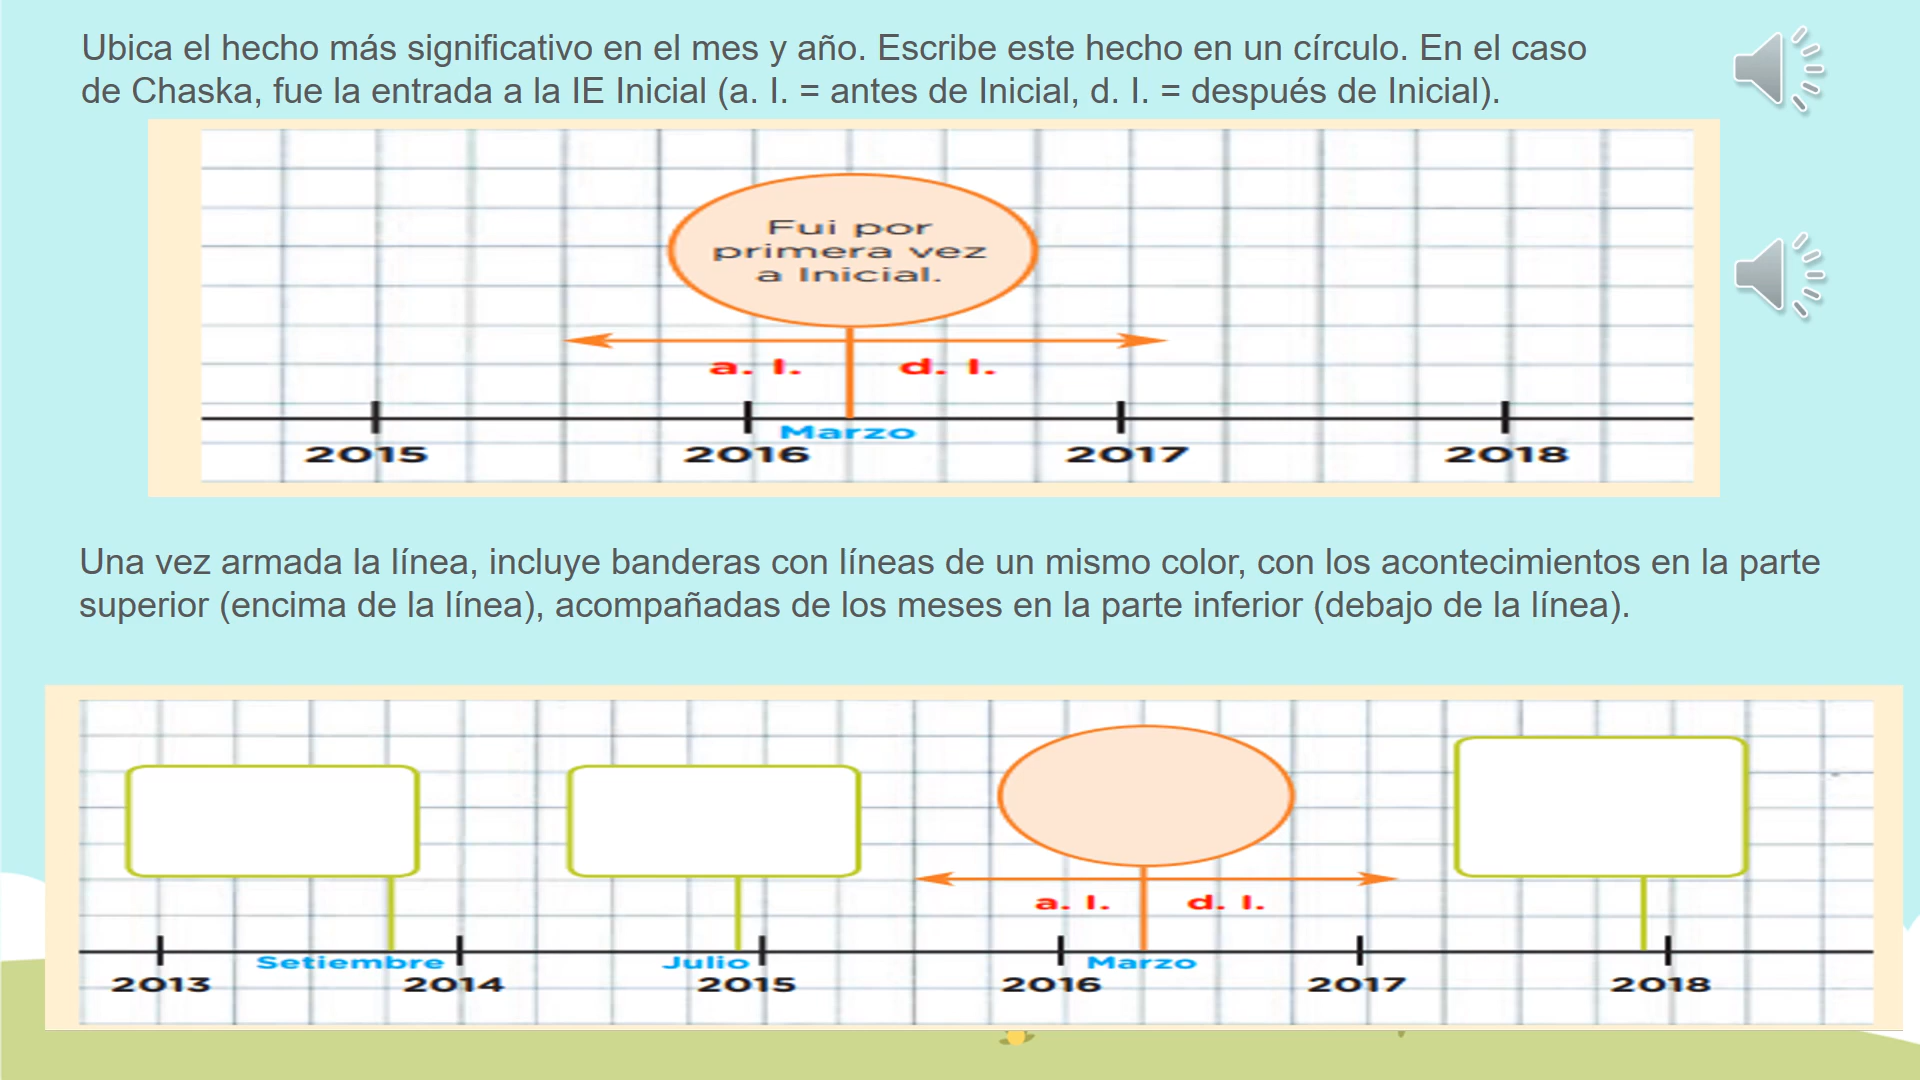 Ubica el hecho más significativo en el mes y año. Escribe este hecho en un círculo. En el caso
de Chaska, fue la entrada a la IE Inicial (a. I. = antes de Inicial, d. I. = después de Inicial).
Fui por
primera vez
a Inicial.
a. I. d. I.
Marzo
2015 2016 2017 2018
Una vez armada la línea, incluye banderas con líneas de un mismo color, con los acontecimientos en la parte
superior (encima de la línea), acompañadas de los meses en la parte inferior (debajo de la línea).
a. I. d. I.
Setiembre Julio Marzo
2013 2014 2015 2016 2017 2018